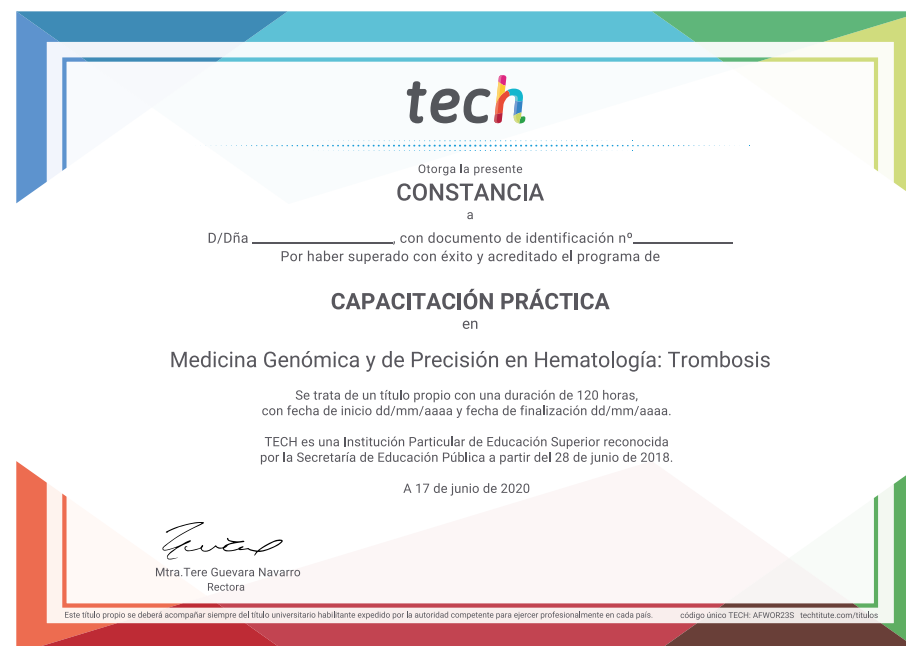 tech
Otorga la presente
CONSTANCIA
a
D/Dña ____________________, con documento de identificación nº______________
Por haber superado con éxito y acreditado el programa de
CAPACITACIÓN PRÁCTICA
en
Medicina Genómica y de Precisión en Hematología: Trombosis
Se trata de un título propio con una duración de 120 horas,
con fecha de inicio dd/mm/aaaa y fecha de finalización dd/mm/aaaa.
TECH es una Institución Particular de Educación Superior reconocida
por la Secretaría de Educación Pública a partir del 28 de junio de 2018.
A 17 de junio de 2020
Mtra.Tere Guevara Navarro
Rectora
Este título propio se deberá acompañar siempre del título universitario habilitante expedido por la autoridad competente para ejercer profesionalmente en cada país. código único TECH: AFWOR23S techtitute.com/titulos